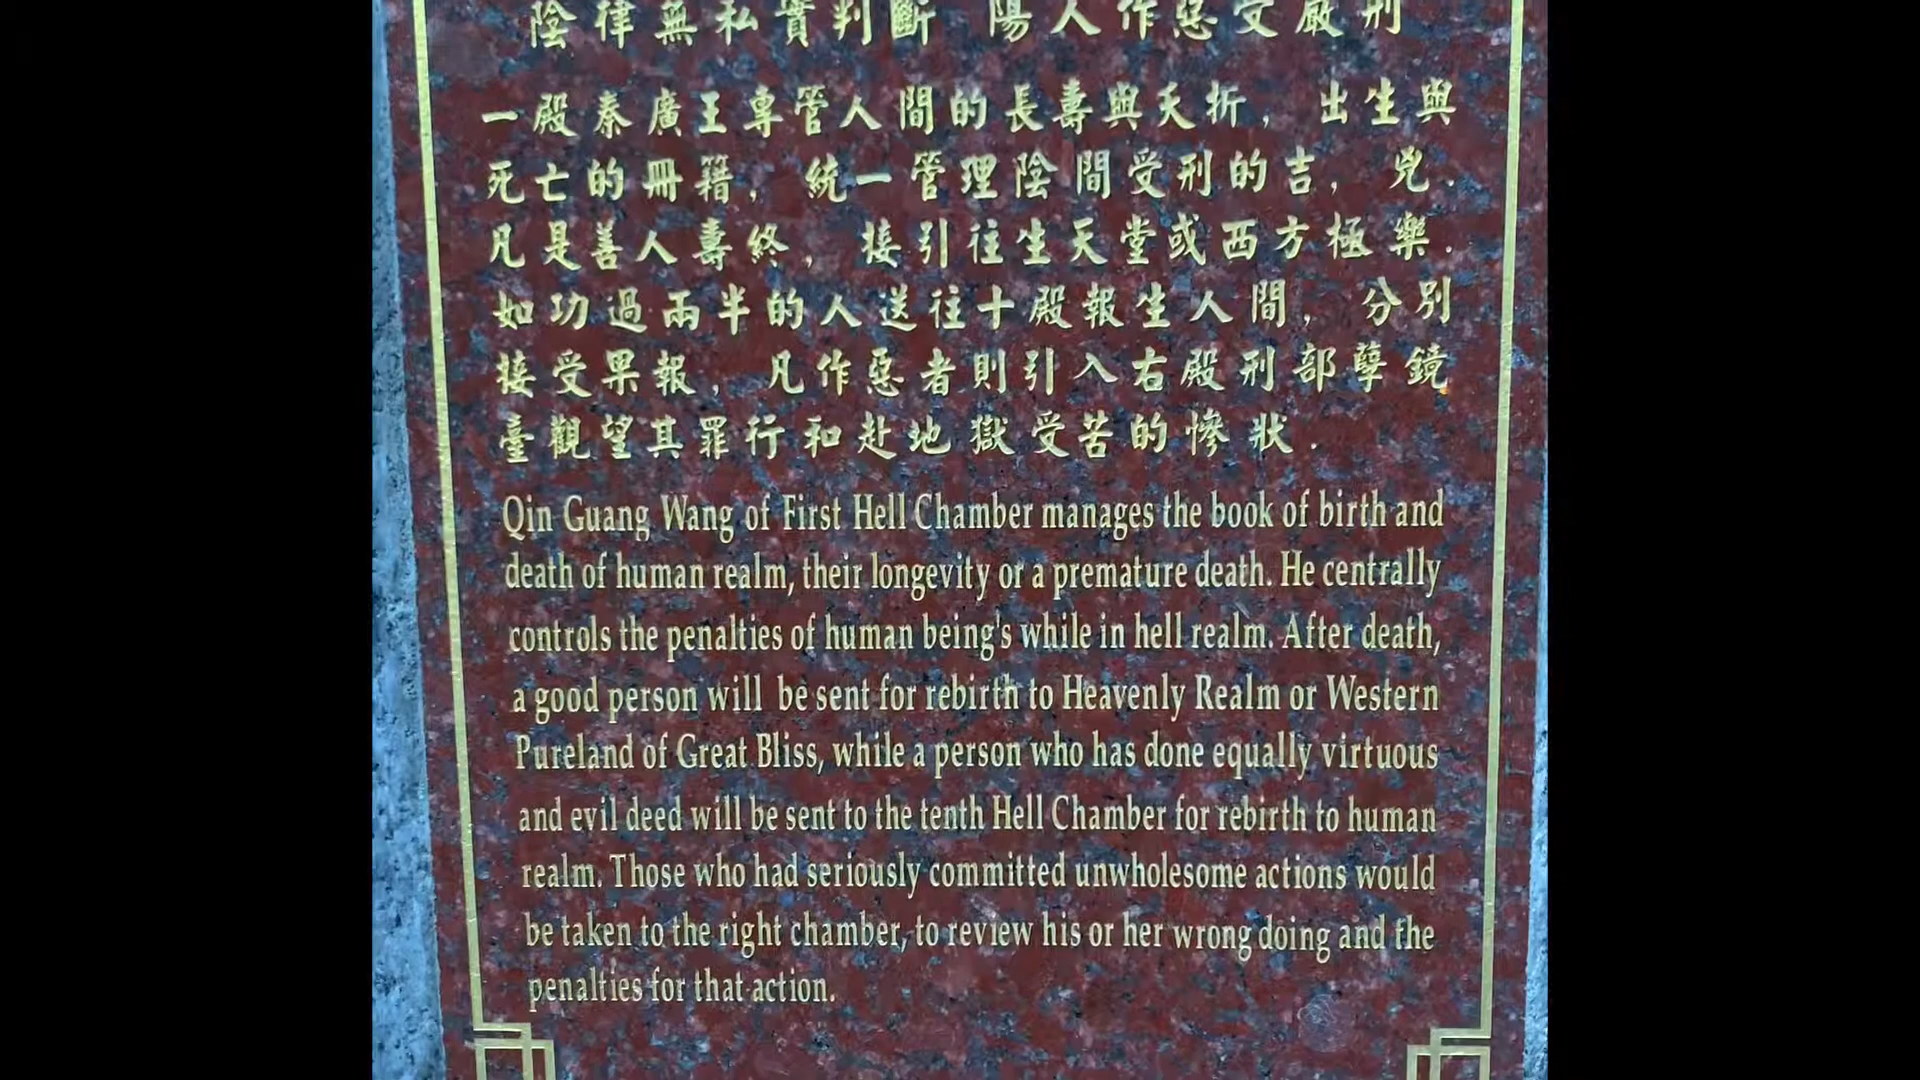 陰律無私實判斷 陽人作惡受嚴刑
一殿秦廣王專管人間的長壽與夭折, 出生與
死亡的冊籍, 統一管理陰間受刑的吉, 兇.
凡是善人壽終, 接引往生天堂或西方極樂.
如功過兩半的人送往十殿報生人間, 分別
接受果報, 凡作惡者則引入右殿刑部孽鏡
臺觀望其罪行和赴地獄受苦的慘狀.
Qin Guang Wang of First Hell Chamber manages the book of birth and
death of human realm, their longevity or a premature death. He centrally
controls the penalties of human being's while in hell realm. After death,
a good person will be sent for rebirth to Heavenly Realm or Western
Pureland of Great Bliss, while a person who has done equally virtuous
and evil deed will be sent to the tenth Hell Chamber for rebirth to human
realm. Those who had seriously committed unwholesome actions would
be taken to the right chamber, to review his or her wrong doing and the
penalties for that action.